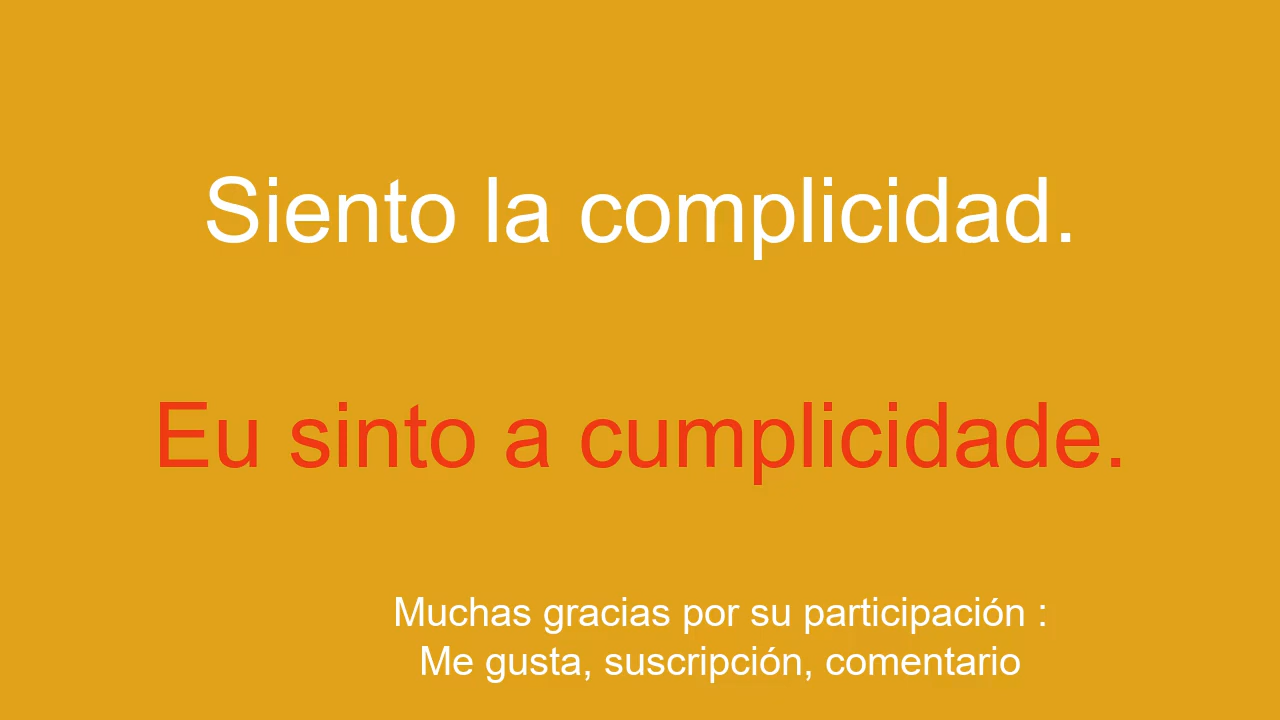 Siento la complicidad.
Eu sinto a cumplicidade.
Muchas gracias por su participación :
Me gusta, suscripción, comentario